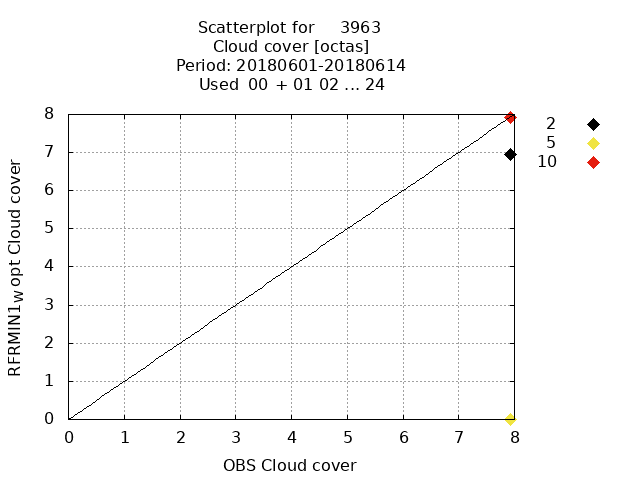 Scatterplot for 3963
Cloud cover [octas]
Period: 20180601-20180614
Used 00 + 01 02 ... 24
RFRMIN1wopt Cloud cover
8
7
6
5
4
3
2
1
0
0 1 2 3 4 5 6 7 8
OBS Cloud cover
2
5
10